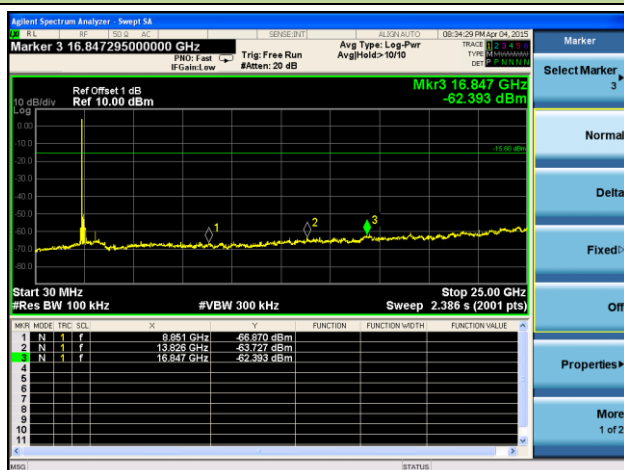 Agilent Spectrum Analyzer - Swept SA
RL RF 50 Ω AC SENSE:INT ALIGN AUTO 08:34:29 PM Apr 04, 2015
Marker 3 16.847295000000 GHz
PNO: Fast
IFGain:Low
Trig: Free Run
#Atten: 20 dB
Avg Type: Log-Pwr
Avg|Hold:>10/10
TRACE 1 2 3 4 5 6
TYPE M
DET P P N N N N
Ref Offset 1 dB
Ref 10.00 dBm
Mkr3 16.847 GHz
-62.393 dBm
10 dB/div
Log
0.00
-10.0
-15.60 dBm
-20.0
-30.0
-40.0
-50.0
-60.0
-70.0
-80.0
1
2
3
Start 30 MHz
#Res BW 100 kHz
#VBW 300 kHz
Stop 25.00 GHz
Sweep 2.386 s (2001 pts)
MKR MODE TRC SCL X Y FUNCTION FUNCTION WIDTH FUNCTION VALUE
1 N 1 f 8.851 GHz -66.870 dBm
2 N 1 f 13.826 GHz -63.727 dBm
3 N 1 f 16.847 GHz -62.393 dBm
4
5
6
7
8
9
10
11
MSG STATUS
Marker
Select Marker
3
Normal
Delta
Fixed
Off
Properties
More
1 of 2